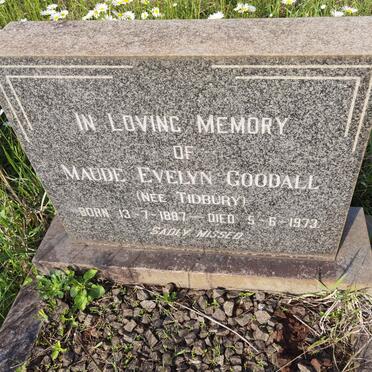 IN LOVING MEMORY
OF
MAUDE EVELYN GOODALL
(NEE TIDBURY)
BORN 13-7-1887 — DIED 5-6-1973
SADLY MISSED